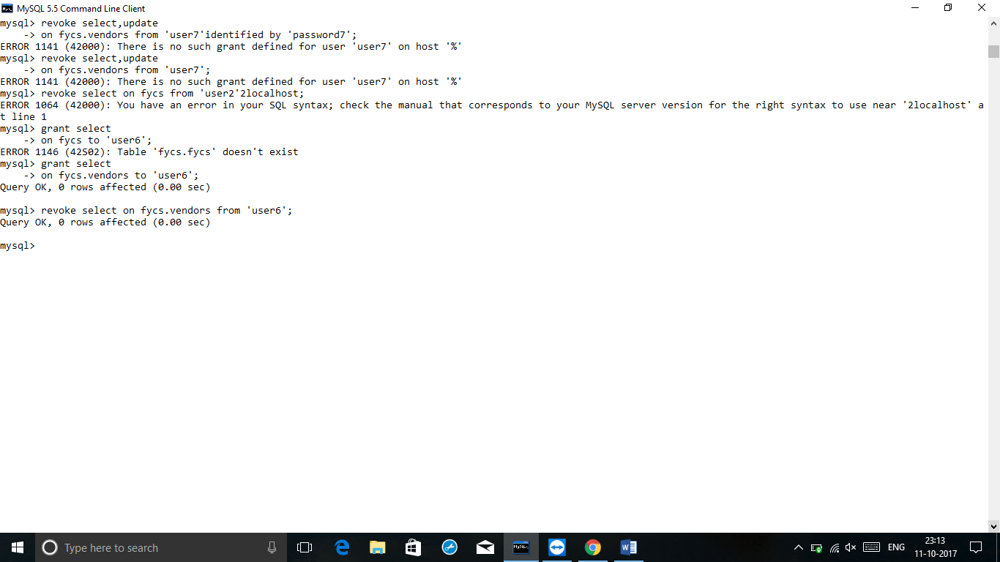 MySQL 5.5 Command Line Client
mysql> revoke select,update
    -> on fycs.vendors from 'user7'identified by 'password7';
ERROR 1141 (42000): There is no such grant defined for user 'user7' on host '%'
mysql> revoke select,update
    -> on fycs.vendors from 'user7';
ERROR 1141 (42000): There is no such grant defined for user 'user7' on host '%'
mysql> revoke select on fycs from 'user2'2localhost;
ERROR 1064 (42000): You have an error in your SQL syntax; check the manual that corresponds to your MySQL server version for the right syntax to use near '2localhost' a
t line 1
mysql> grant select
    -> on fycs to 'user6';
ERROR 1146 (42S02): Table 'fycs.fycs' doesn't exist
mysql> grant select
    -> on fycs.vendors to 'user6';
Query OK, 0 rows affected (0.00 sec)
mysql> revoke select on fycs.vendors from 'user6';
Query OK, 0 rows affected (0.00 sec)
mysql>
Type here to search
ENG
23:13
11-10-2017